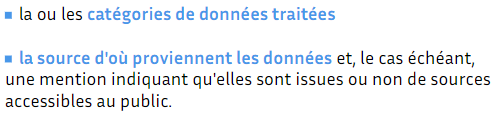 ▪ la ou les catégories de données traitées
▪ la source d'où proviennent les données et, le cas échéant,
une mention indiquant qu'elles sont issues ou non de sources
accessibles au public.